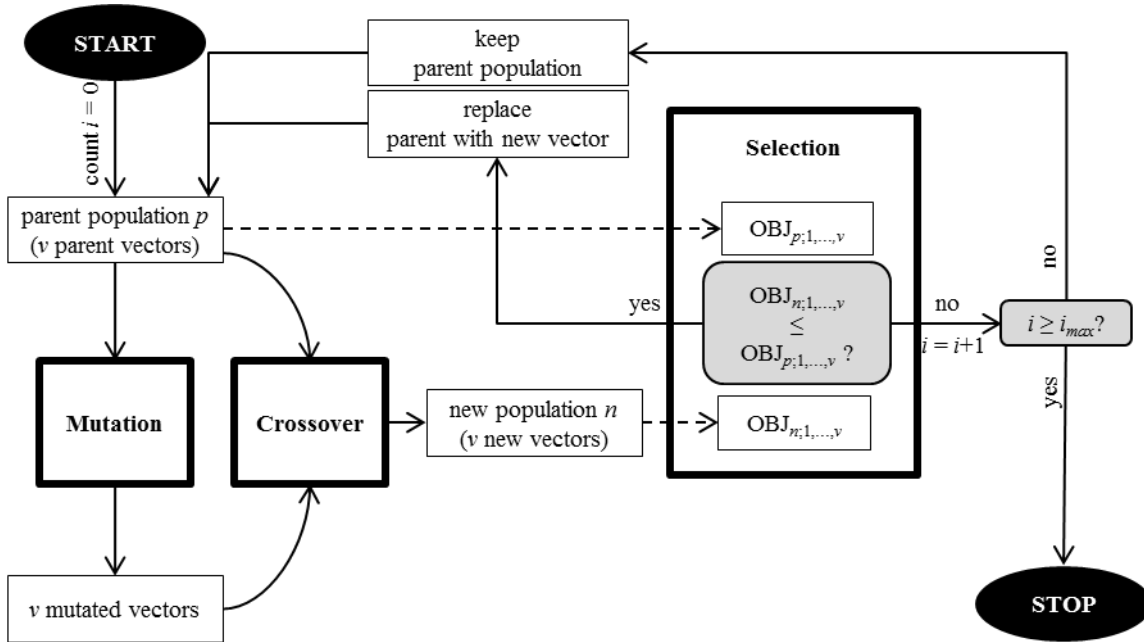 START
count i = 0
keep
parent population
replace
parent with new vector
Selection
parent population p
(v parent vectors)
OBJp;1,...,v
yes
OBJn;1,...,v
≤
OBJp;1,...,v ?
no
i = i+1
no
i ≥ imax?
yes
Mutation
Crossover
new population n
(v new vectors)
OBJn;1,...,v
v mutated vectors
STOP